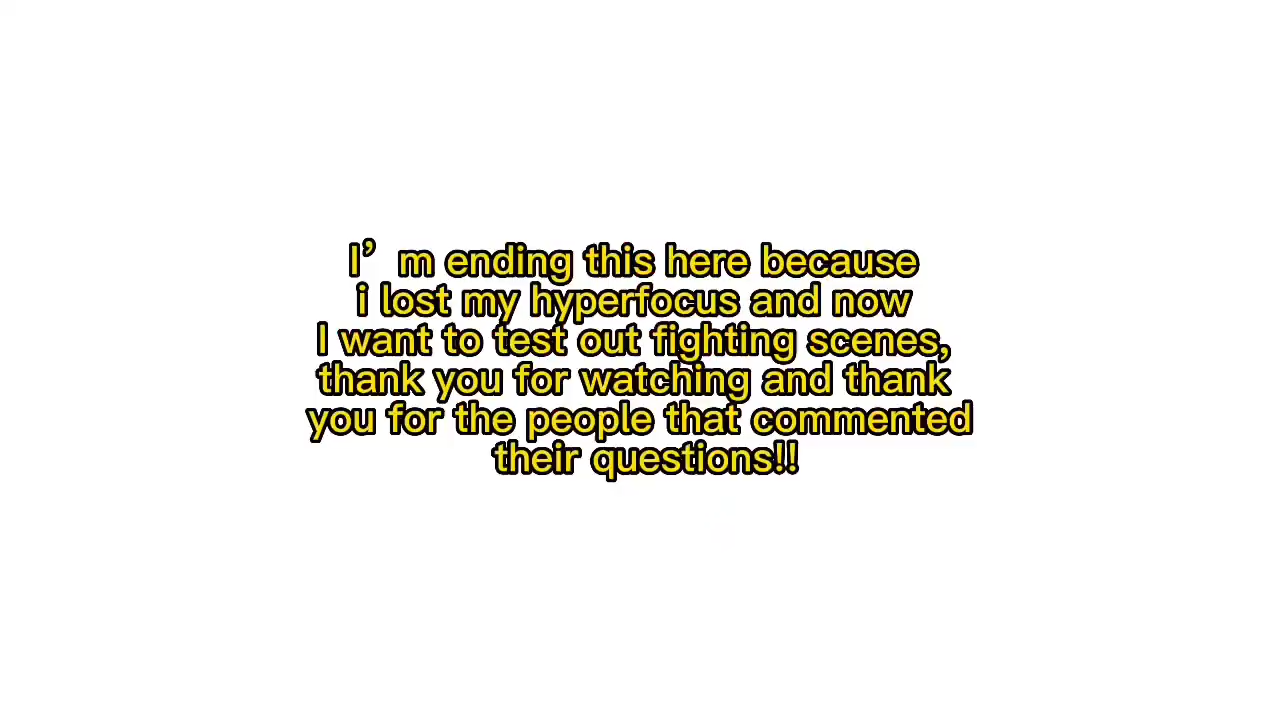 I’m ending this here because
i lost my hyperfocus and now
I want to test out fighting scenes,
thank you for watching and thank
you for the people that commented
their questions!!